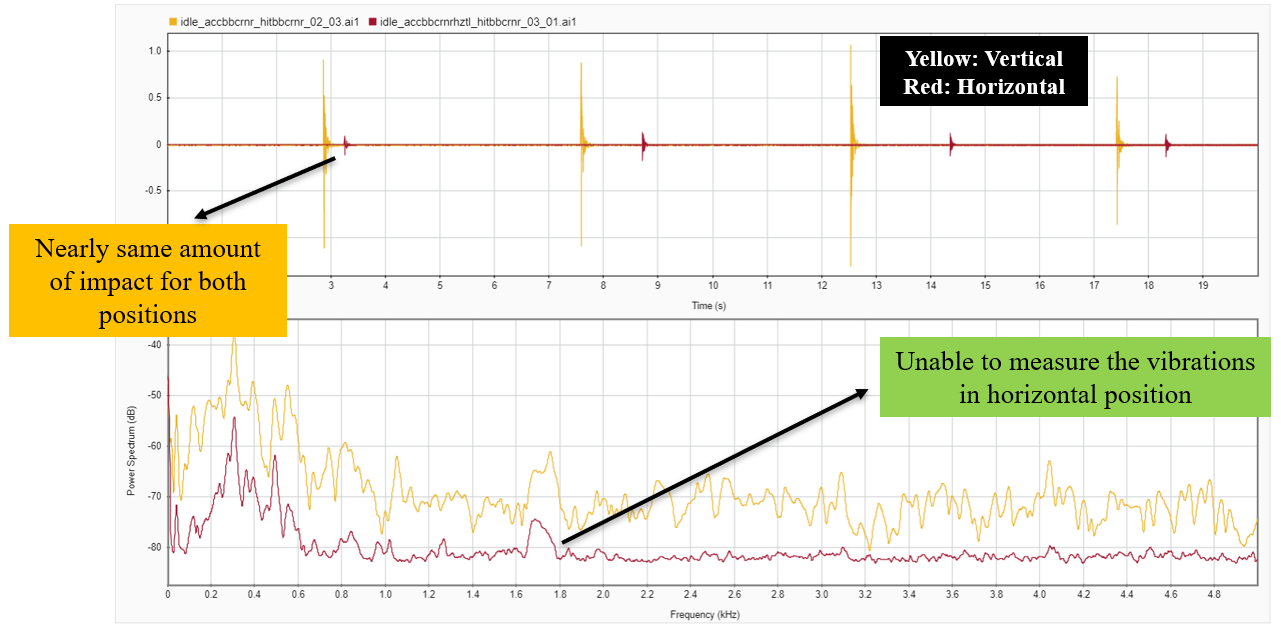 idle_accbbcrnr_hitbbcrnr_02_03.ai1 idle_accbbcrnrhztl_hitbbcrnr_03_01.ai1
Yellow: Vertical
Red: Horizontal
1.0
0.5
0
-0.5
3 4 5 6 7 8 9 10 11 12 13 14 15 16 17 18 19
Time (s)
Nearly same amount
of impact for both
positions
Unable to measure the vibrations
in horizontal position
Power Spectrum (dB)
-40
-50
-60
-70
-80
0 0.2 0.4 0.6 0.8 1.0 1.2 1.4 1.6 1.8 2.0 2.2 2.4 2.6 2.8 3.0 3.2 3.4 3.6 3.8 4.0 4.2 4.4 4.6 4.8
Frequency (kHz)